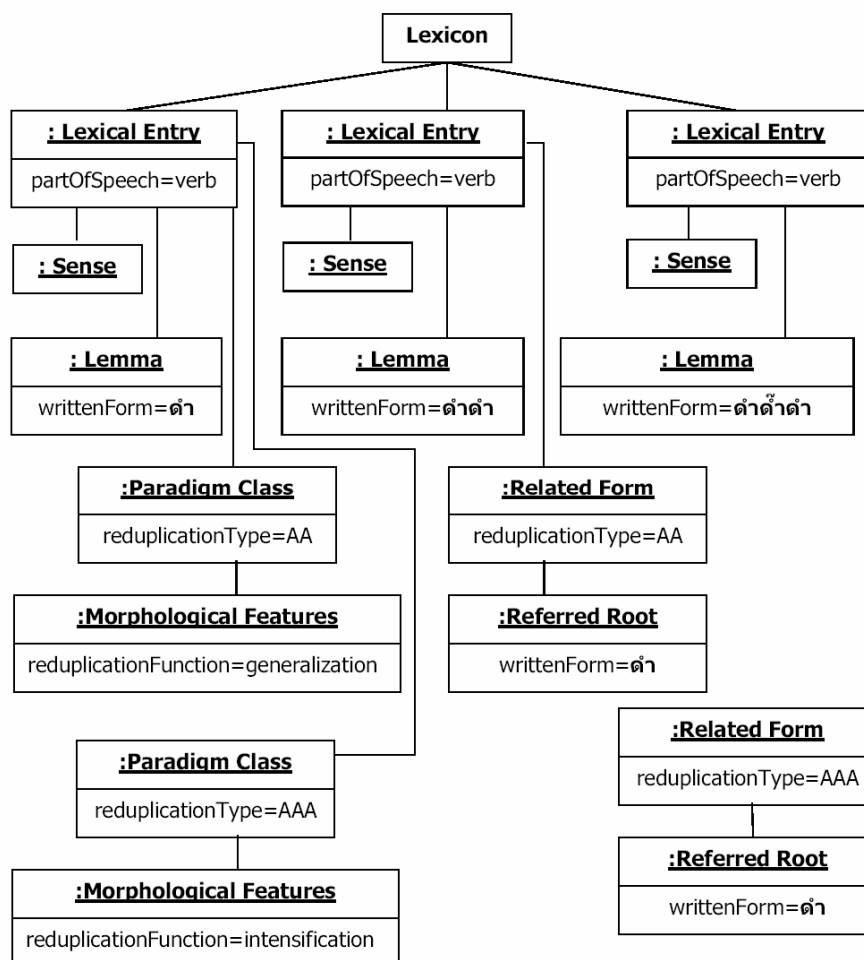 Lexicon
: Lexical Entry
partOfSpeech=verb
: Sense
: Lemma
writtenForm=ดำ
:Paradigm Class
reduplicationType=AA
:Morphological Features
reduplicationFunction=generalization
:Paradigm Class
reduplicationType=AAA
:Morphological Features
reduplicationFunction=intensification
: Lexical Entry
partOfSpeech=verb
: Sense
: Lemma
writtenForm=ดำดำ
:Related Form
reduplicationType=AA
:Referred Root
writtenForm=ดำ
: Lexical Entry
partOfSpeech=verb
: Sense
: Lemma
writtenForm=ดำด๊ำดำ
:Related Form
reduplicationType=AAA
:Referred Root
writtenForm=ดำ